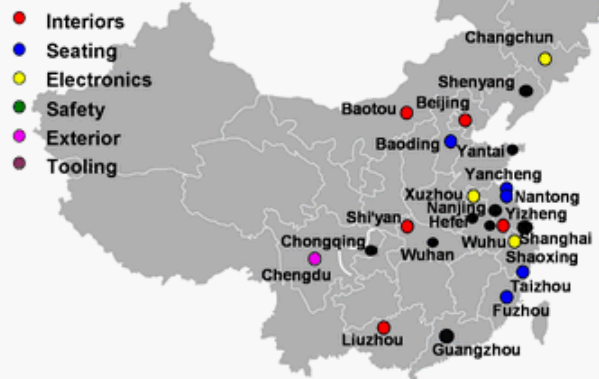 Interiors
Seating
Electronics
Safety
Exterior
Tooling
Changchun
Shenyang
Baotou
Beijing
Baoding
Yantai
Yancheng
Xuzhou
Nantong
Nanjing
Yizheng
Hefei
Shi'yan
Chongqing
Wuhan
Wuhu
Shanghai
Chengdu
Shaoxing
Taizhou
Fuzhou
Liuzhou
Guangzhou